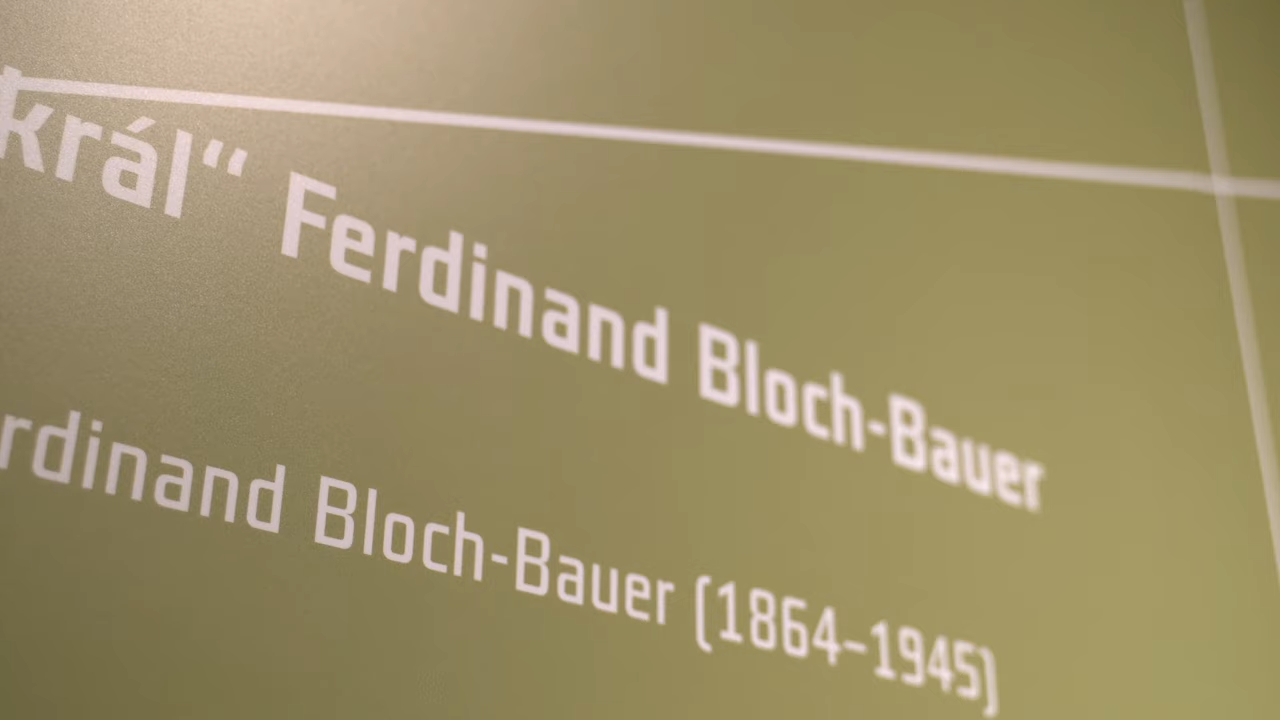 král“ Ferdinand Bloch-Bauer
rdinand Bloch-Bauer (1864–1945)